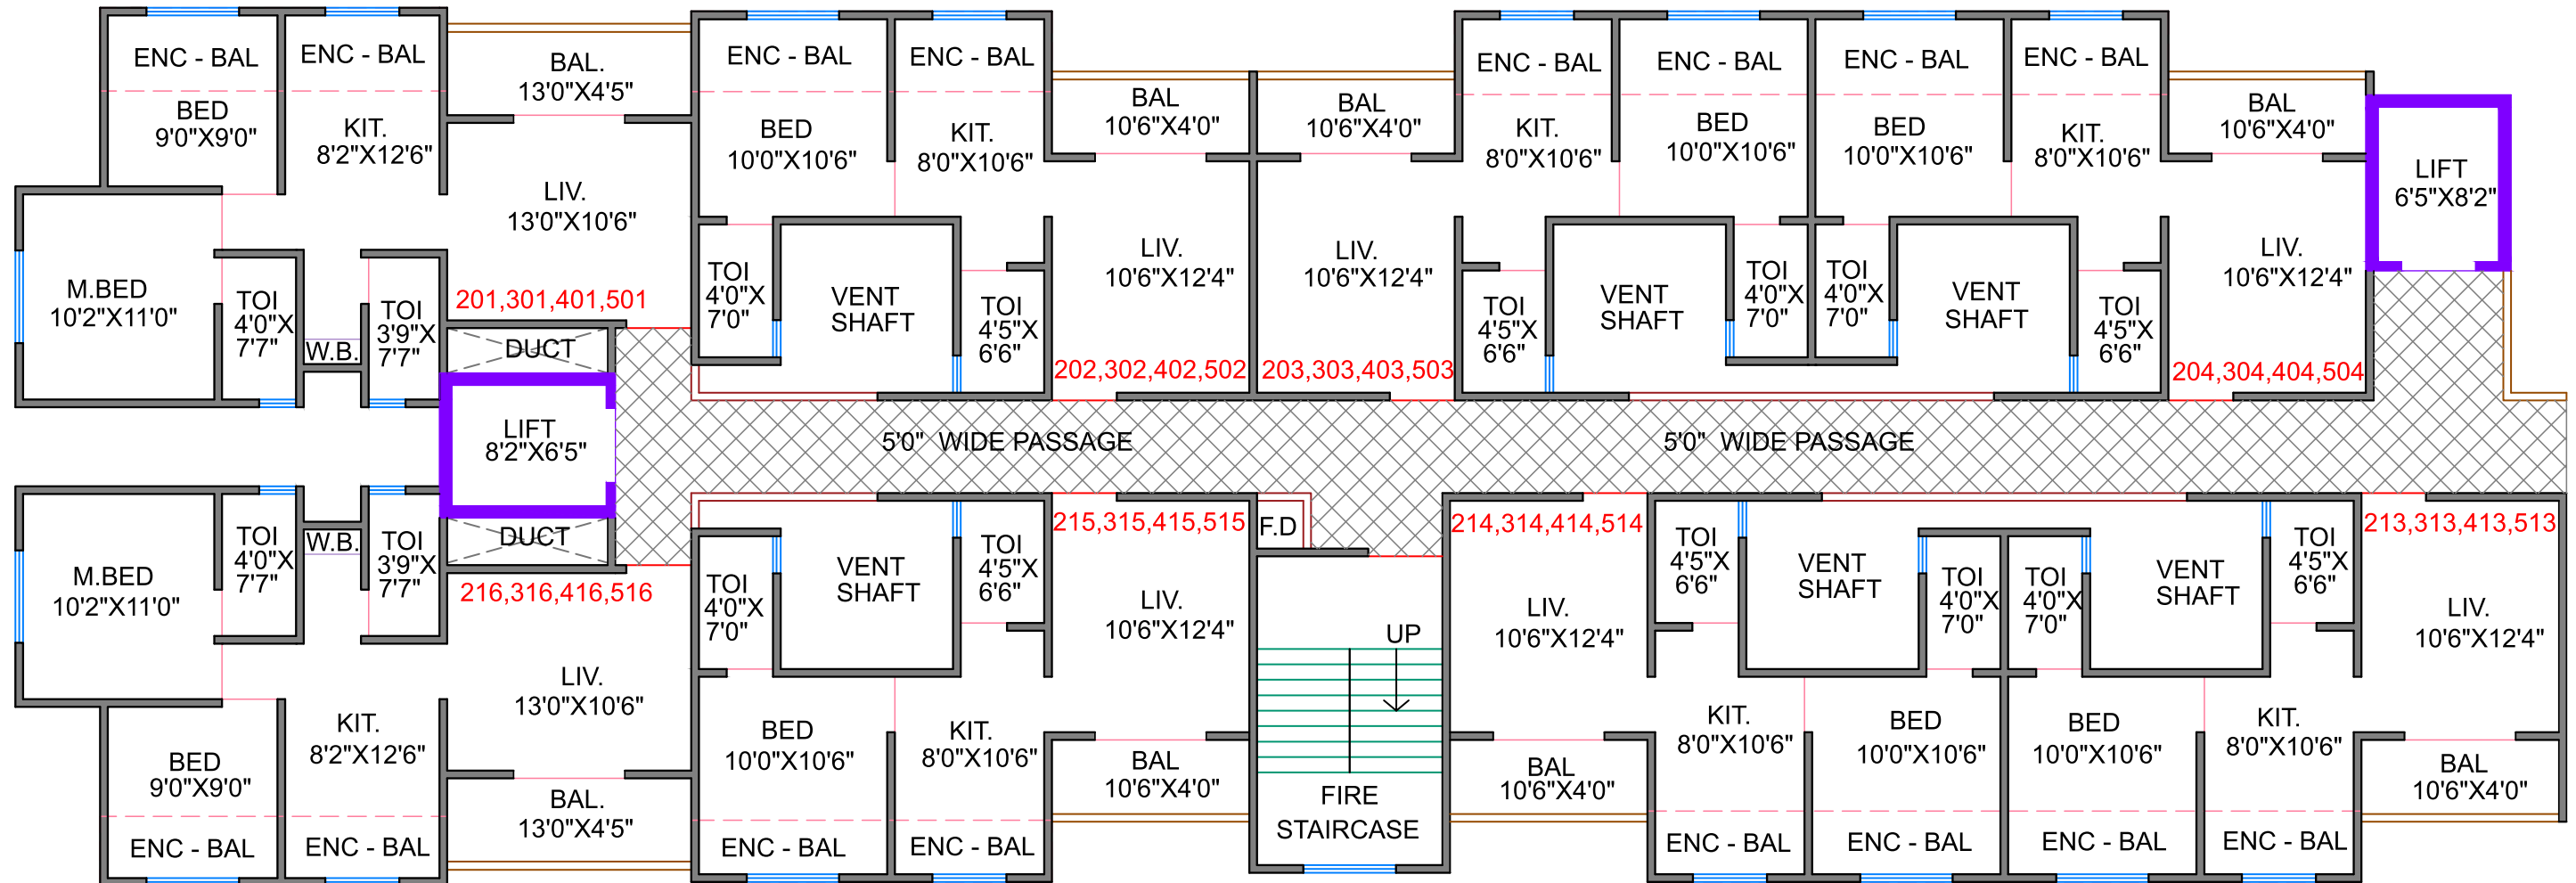 ENC - BAL
BED
9'0"X9'0"
ENC - BAL
KIT.
8'2"X12'6"
BAL.
13'0"X4'5"
LIV.
13'0"X10'6"
M.BED
10'2"X11'0"
TOI
4'0"X
7'7"
W.B.
TOI
3'9"X
7'7"
201,301,401,501
DUCT
LIFT
8'2"X6'5"
ENC - BAL
BED
10'0"X10'6"
ENC - BAL
KIT.
8'0"X10'6"
BAL
10'6"X4'0"
TOI
4'0"X
7'0"
VENT
SHAFT
TOI
4'5"X
6'6"
LIV.
10'6"X12'4"
202,302,402,502
BAL
10'6"X4'0"
LIV.
10'6"X12'4"
203,303,403,503
ENC - BAL
KIT.
8'0"X10'6"
ENC - BAL
BED
10'0"X10'6"
TOI
4'5"X
6'6"
VENT
SHAFT
TOI
4'0"X
7'0"
ENC - BAL
BED
10'0"X10'6"
ENC - BAL
KIT.
8'0"X10'6"
TOI
4'0"X
7'0"
VENT
SHAFT
TOI
4'5"X
6'6"
BAL
10'6"X4'0"
LIV.
10'6"X12'4"
204,304,404,504
LIFT
6'5"X8'2"
5'0" WIDE PASSAGE
5'0" WIDE PASSAGE
M.BED
10'2"X11'0"
TOI
4'0"X
7'7"
W.B.
TOI
3'9"X
7'7"
DUCT
216,316,416,516
LIV.
13'0"X10'6"
BED
9'0"X9'0"
ENC - BAL
KIT.
8'2"X12'6"
ENC - BAL
BAL.
13'0"X4'5"
TOI
4'0"X
7'0"
VENT
SHAFT
TOI
4'5"X
6'6"
215,315,415,515
LIV.
10'6"X12'4"
BED
10'0"X10'6"
ENC - BAL
KIT.
8'0"X10'6"
ENC - BAL
BAL
10'6"X4'0"
F.D
UP
FIRE
STAIRCASE
214,314,414,514
LIV.
10'6"X12'4"
BAL
10'6"X4'0"
TOI
4'5"X
6'6"
VENT
SHAFT
TOI
4'0"X
7'0"
KIT.
8'0"X10'6"
ENC - BAL
BED
10'0"X10'6"
ENC - BAL
TOI
4'0"X
7'0"
VENT
SHAFT
TOI
4'5"X
6'6"
213,313,413,513
LIV.
10'6"X12'4"
BED
10'0"X10'6"
ENC - BAL
KIT.
8'0"X10'6"
ENC - BAL
BAL
10'6"X4'0"